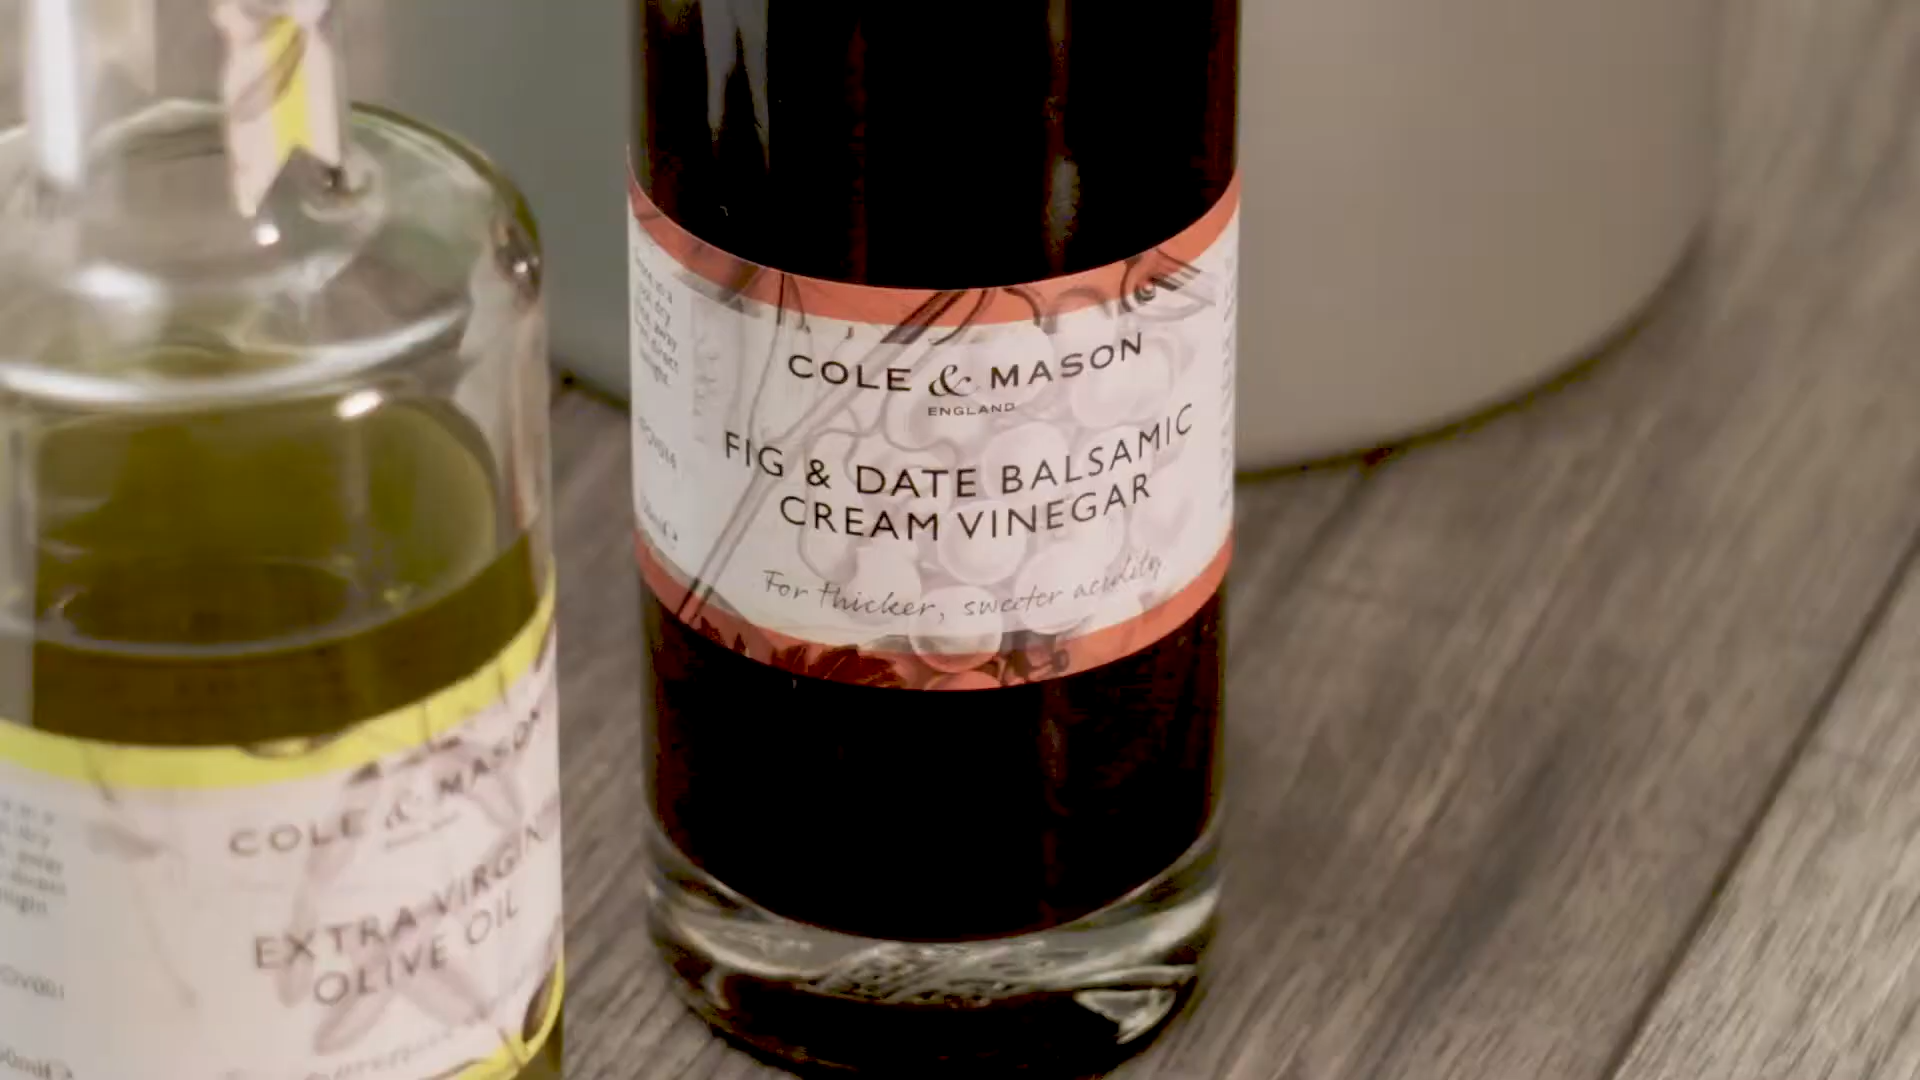 COLE & MASON
ENGLAND
FIG & DATE BALSAMIC
CREAM VINEGAR
For thicker, sweeter acidity.
COLE & MASON
EXTRA VIRGIN
OLIVE OIL